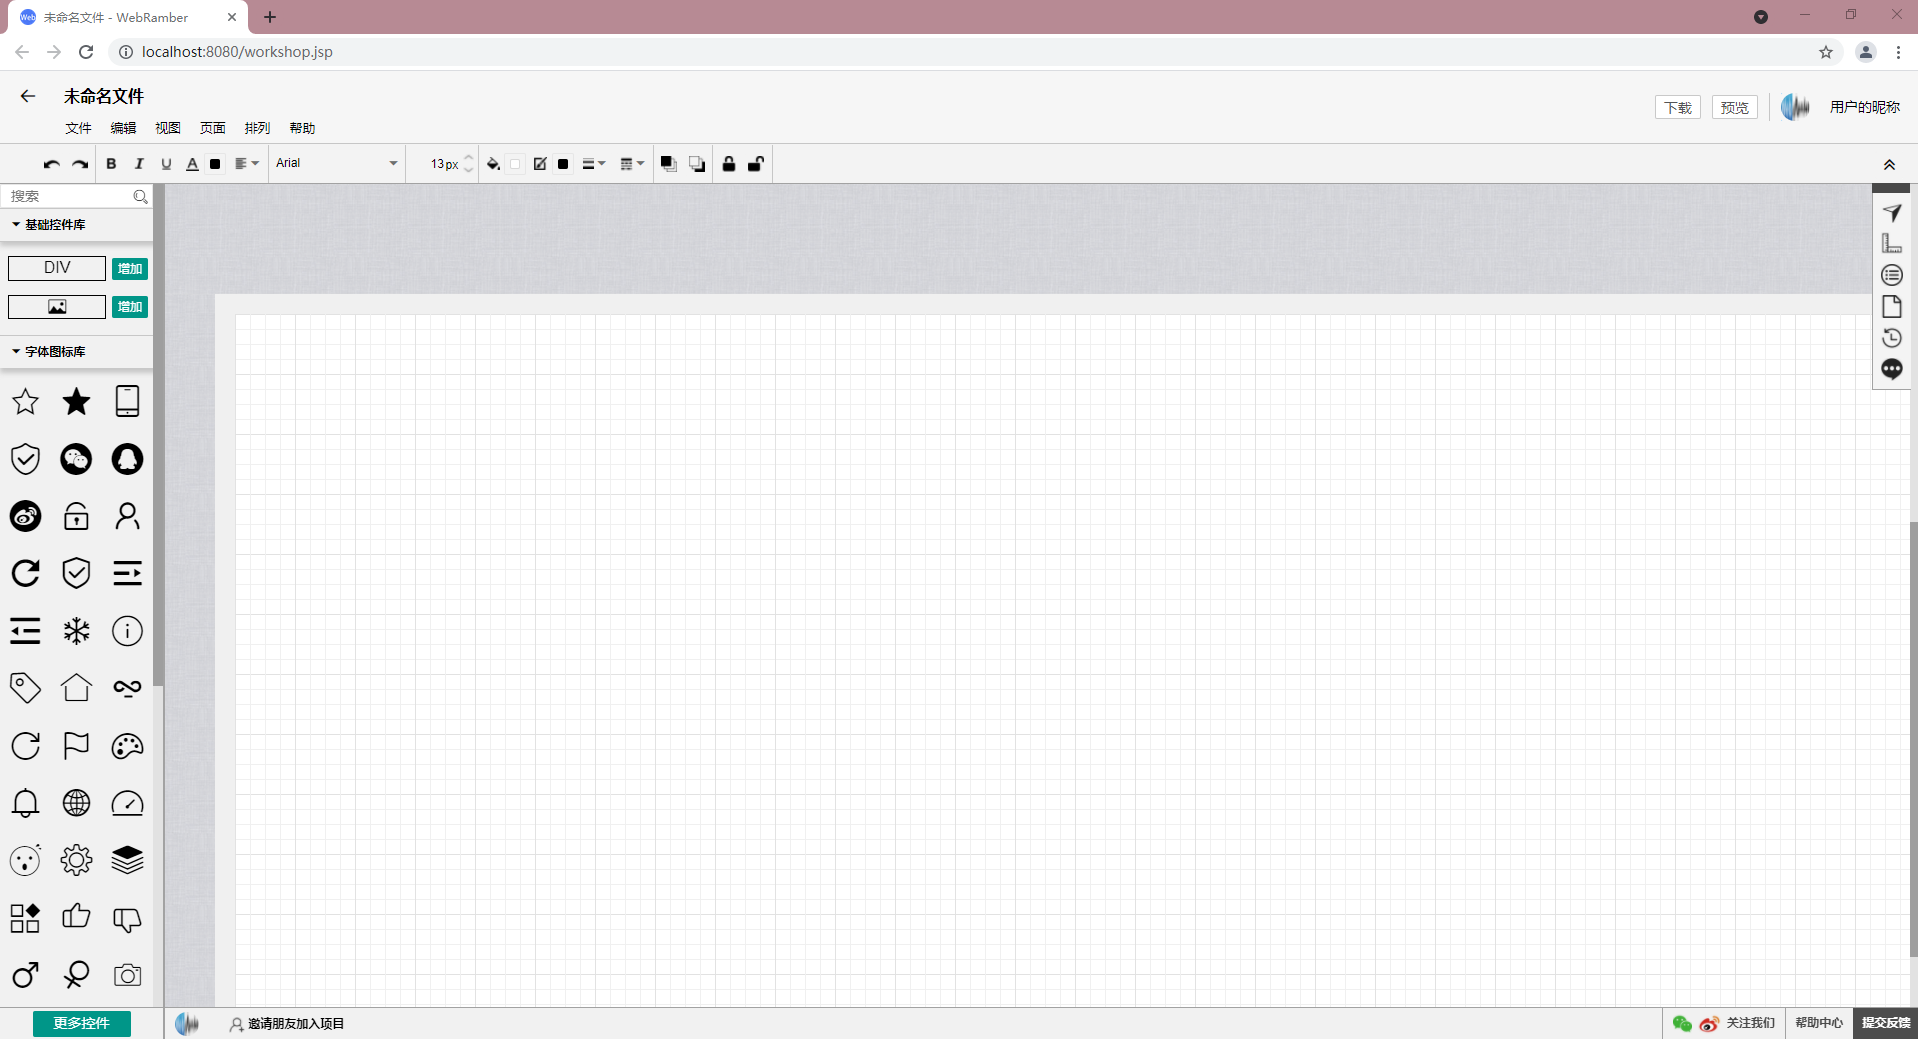 Web 未命名文件 - WebRamber
localhost:8080/workshop.jsp
未命名文件
文件 编辑 视图 页面 排列 帮助
下载 预览 用户的昵称
B I U A Arial 13px
搜索
基础控件库
DIV 增加
增加
字体图标库
更多控件
邀请朋友加入项目
关注我们 帮助中心 提交反馈